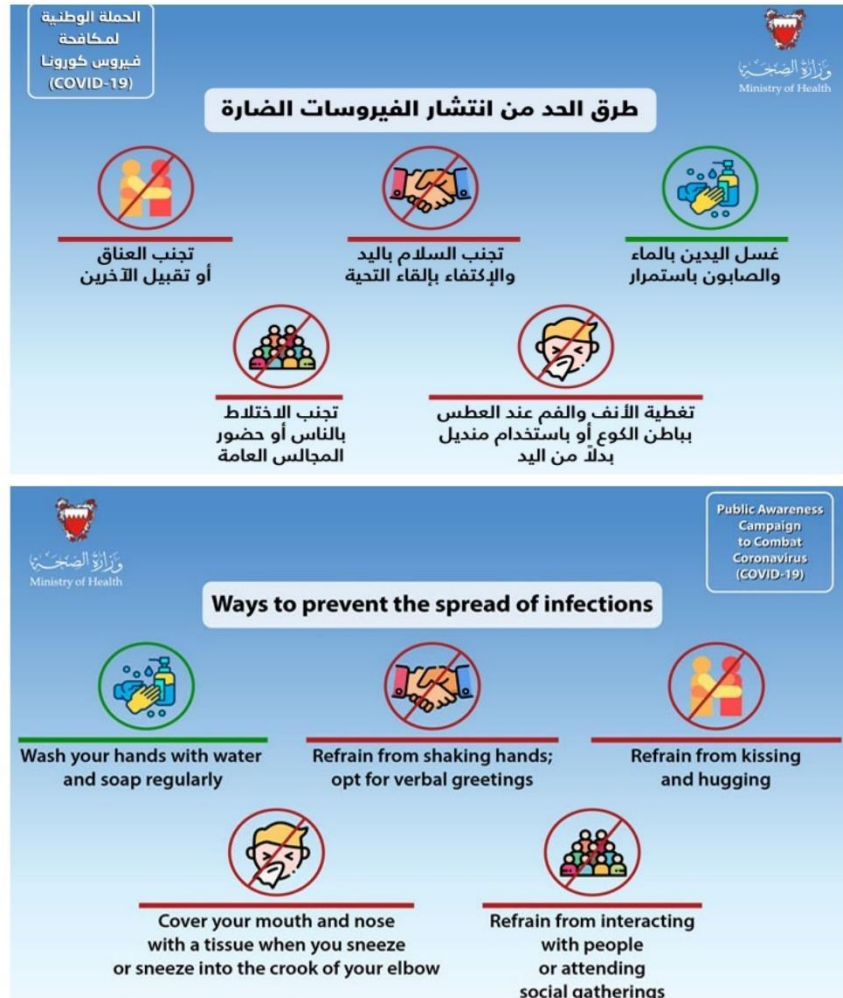 الحملة الوطنية
لمكافحة
فيروس كورونا
(COVID-19)
وزارة الصحة
Ministry of Health
طرق الحد من انتشار الفيروسات الضارة
غسل اليدين بالماء
والصابون باستمرار
تجنب السلام باليد
والإكتفاء بإلقاء التحية
تجنب العناق
أو تقبيل الآخرين
تغطية الأنف والفم عند العطس
بباطن الكوع أو باستخدام منديل
بدلاً من اليد
تجنب الاختلاط
بالناس أو حضور
المجالس العامة
وزارة الصحة
Ministry of Health
Public Awareness
Campaign
to Combat
Coronavirus
(COVID-19)
Ways to prevent the spread of infections
Wash your hands with water
and soap regularly
Refrain from shaking hands;
opt for verbal greetings
Refrain from kissing
and hugging
Cover your mouth and nose
with a tissue when you sneeze
or sneeze into the crook of your elbow
Refrain from interacting
with people
or attending
social gatherings